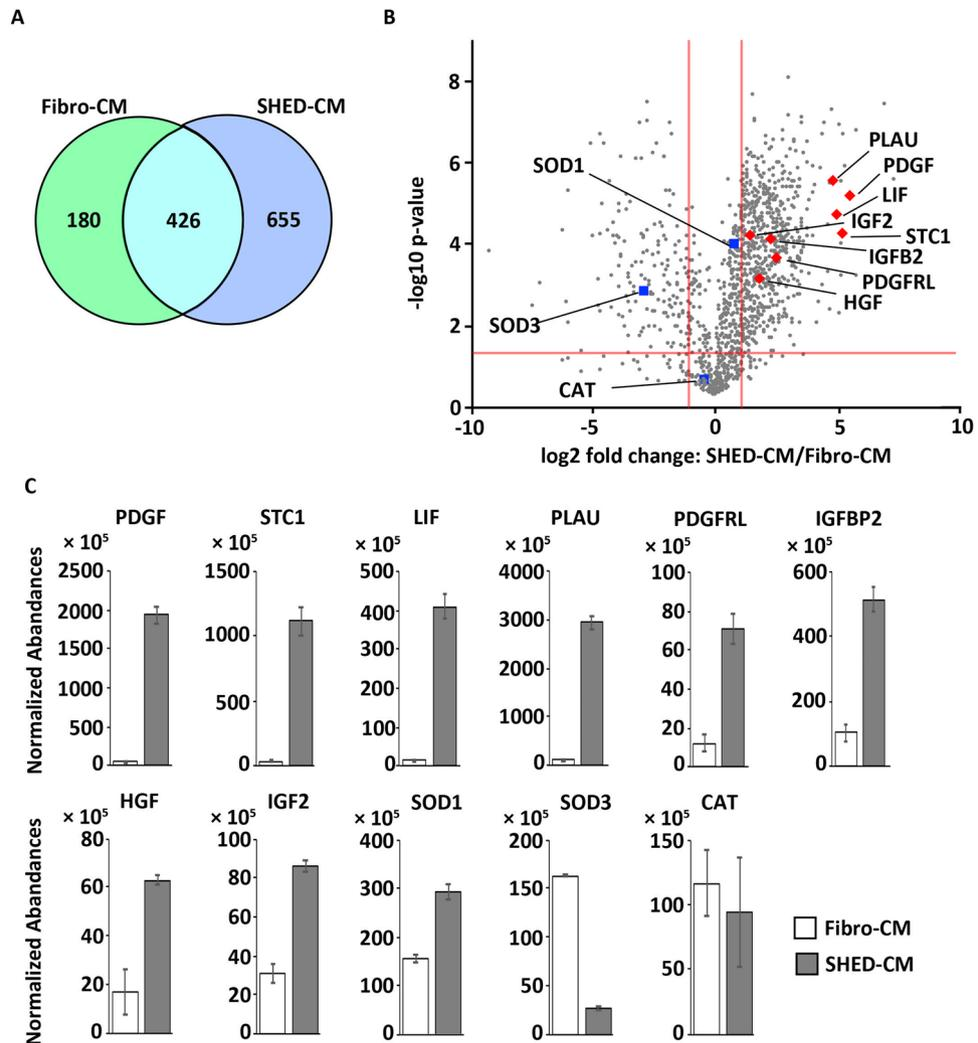 A
Fibro-CM
SHED-CM
180
426
655
B
-log10 p-value
8
6
4
2
0
-10
-5
0
5
10
log2 fold change: SHED-CM/Fibro-CM
SOD1
SOD3
CAT
PLAU
PDGF
LIF
IGF2
STC1
IGFB2
PDGFRL
HGF
C
Normalized Abandances
PDGF
× 10⁵
2500
2000
1500
1000
500
0
STC1
× 10⁵
1500
1000
500
0
LIF
× 10⁵
500
400
300
200
100
0
PLAU
× 10⁵
4000
3000
2000
1000
0
PDGFRL
× 10⁵
100
80
60
40
20
0
IGFBP2
× 10⁵
600
400
200
0
Normalized Abandances
HGF
× 10⁵
80
60
40
20
0
IGF2
× 10⁵
100
80
60
40
20
0
SOD1
× 10⁵
400
300
200
100
0
SOD3
× 10⁵
200
150
100
50
0
CAT
× 10⁵
150
100
50
0
Fibro-CM
SHED-CM